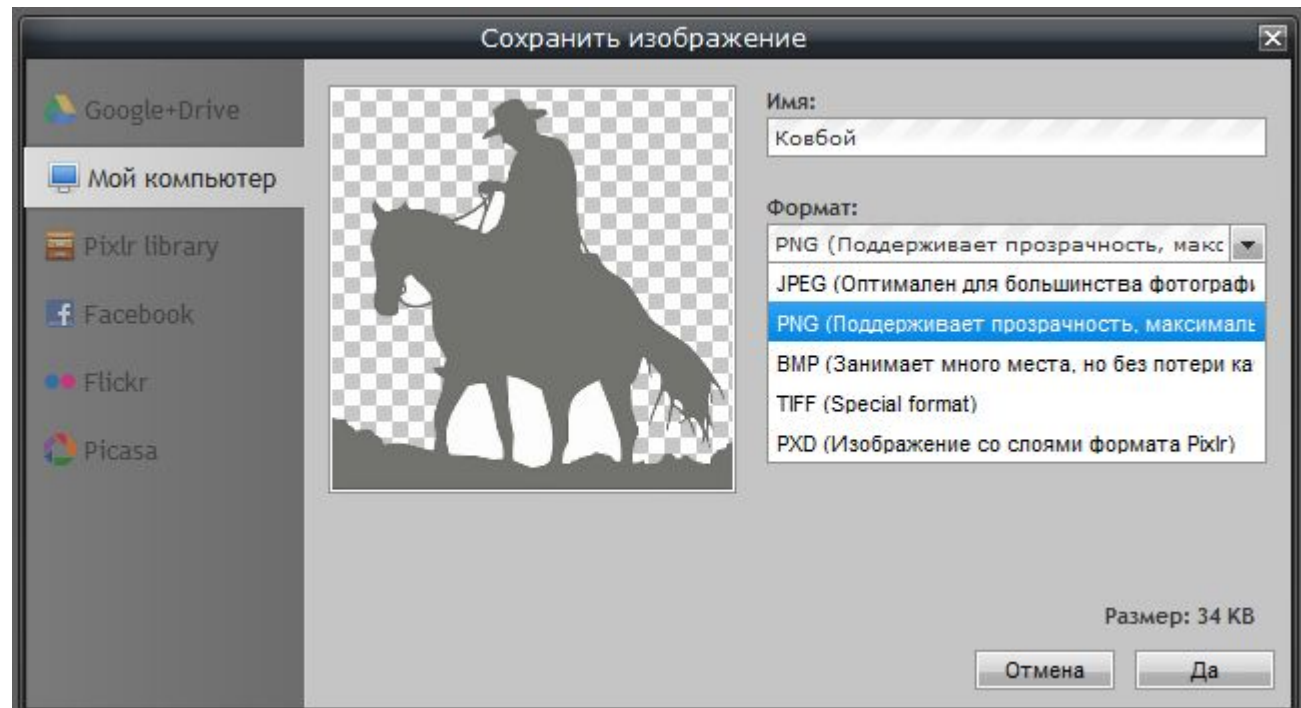 Сохранить изображение
Google+Drive
Мой компьютер
Pixlr library
Facebook
Flickr
Picasa
Имя:
Ковбой
Формат:
PNG (Поддерживает прозрачность, макс
JPEG (Оптимален для большинства фотографи
PNG (Поддерживает прозрачность, максималь
BMP (Занимает много места, но без потери ка
TIFF (Special format)
PXD (Изображение со слоями формата Pixlr)
Размер: 34 KB
Отмена
Да